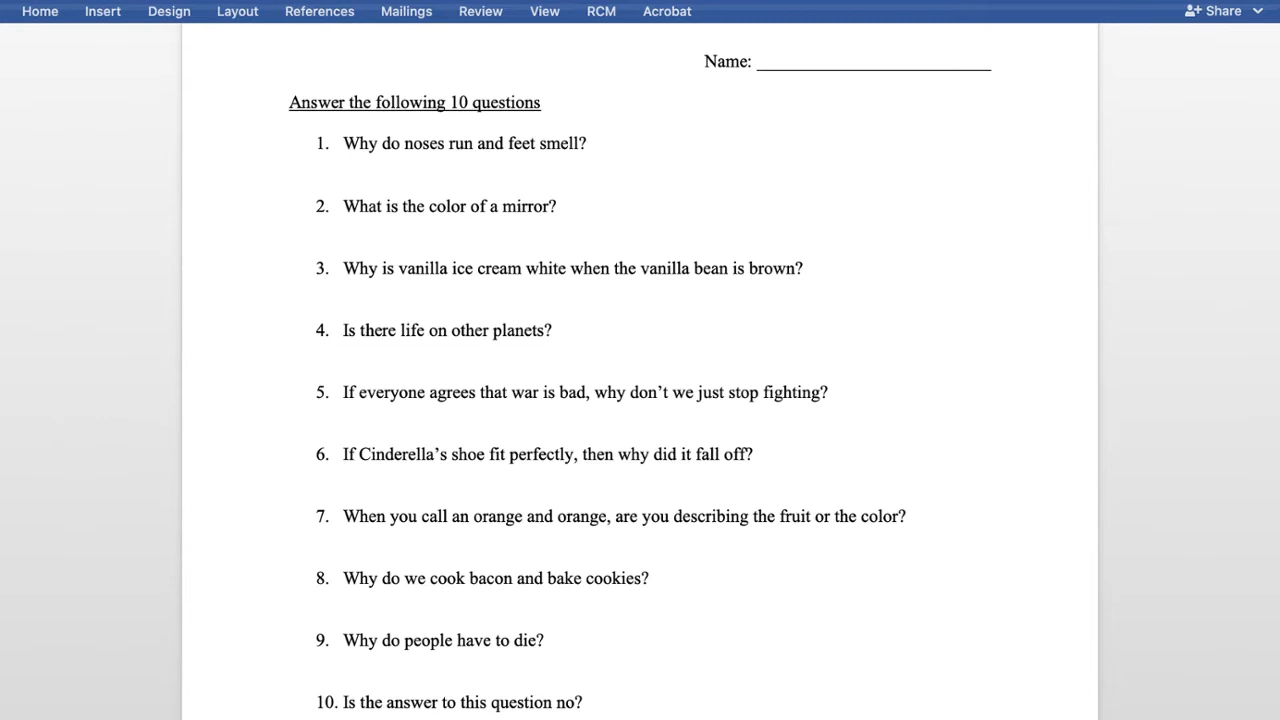 Home Insert Design Layout References Mailings Review View RCM Acrobat Share
Name: __________________________
Answer the following 10 questions
1. Why do noses run and feet smell?
2. What is the color of a mirror?
3. Why is vanilla ice cream white when the vanilla bean is brown?
4. Is there life on other planets?
5. If everyone agrees that war is bad, why don’t we just stop fighting?
6. If Cinderella’s shoe fit perfectly, then why did it fall off?
7. When you call an orange and orange, are you describing the fruit or the color?
8. Why do we cook bacon and bake cookies?
9. Why do people have to die?
10. Is the answer to this question no?